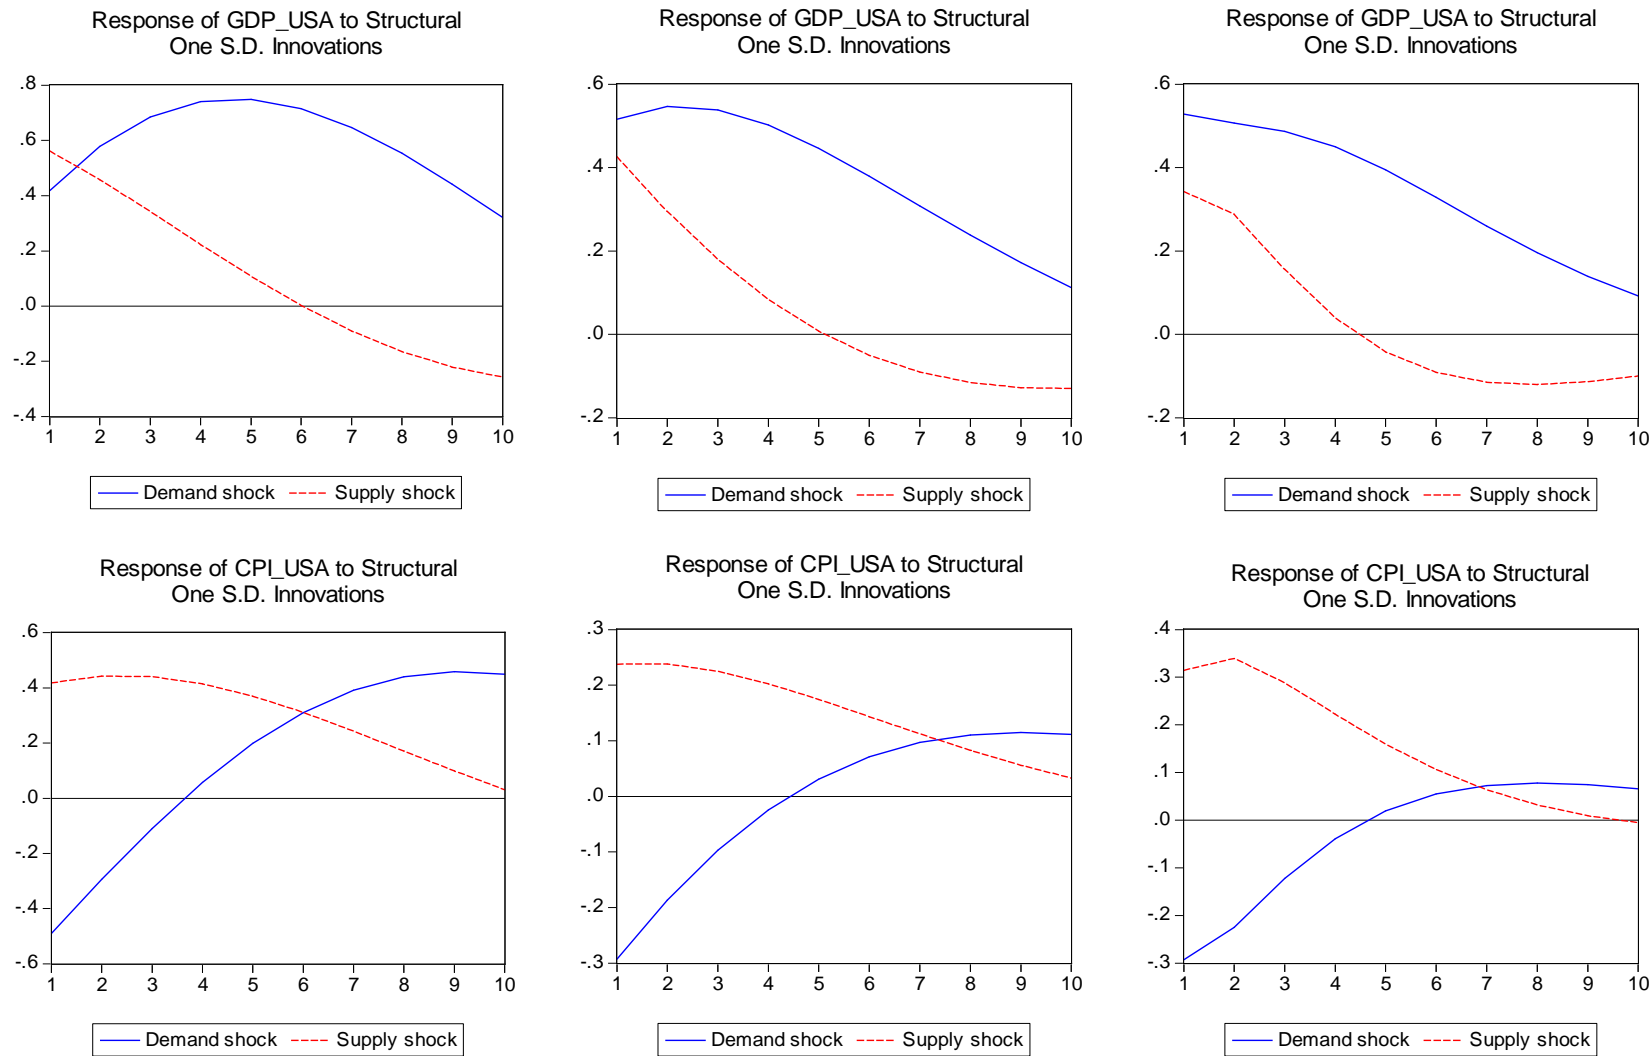 Response of GDP_USA to Structural
One S.D. Innovations
.8
.6
.4
.2
.0
-.2
-.4
1 2 3 4 5 6 7 8 9 10
Demand shock Supply shock
Response of GDP_USA to Structural
One S.D. Innovations
.6
.4
.2
.0
-.2
1 2 3 4 5 6 7 8 9 10
Demand shock Supply shock
Response of GDP_USA to Structural
One S.D. Innovations
.6
.4
.2
.0
-.2
1 2 3 4 5 6 7 8 9 10
Demand shock Supply shock
Response of CPI_USA to Structural
One S.D. Innovations
.6
.4
.2
.0
-.2
-.4
-.6
1 2 3 4 5 6 7 8 9 10
Demand shock Supply shock
Response of CPI_USA to Structural
One S.D. Innovations
.3
.2
.1
.0
-.1
-.2
-.3
1 2 3 4 5 6 7 8 9 10
Demand shock Supply shock
Response of CPI_USA to Structural
One S.D. Innovations
.4
.3
.2
.1
.0
-.1
-.2
-.3
1 2 3 4 5 6 7 8 9 10
Demand shock Supply shock